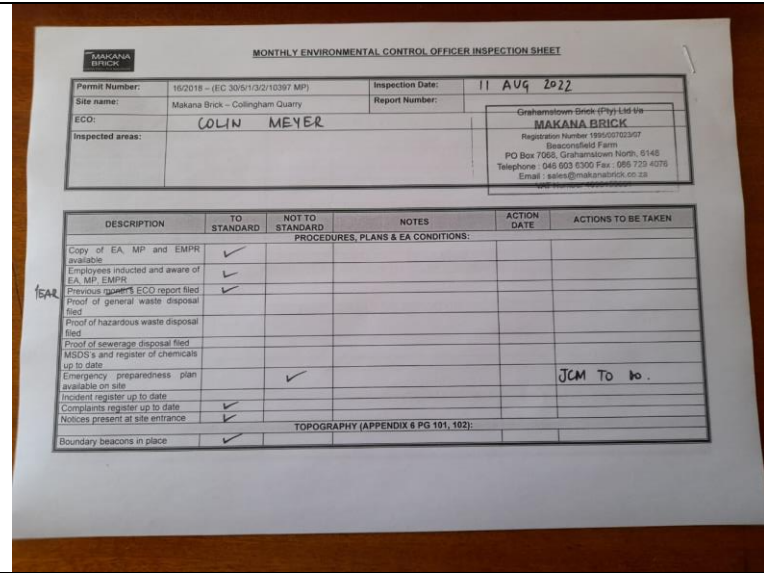 MAKANA
BRICK
MONTHLY ENVIRONMENTAL CONTROL OFFICER INSPECTION SHEET
Permit Number: 16/2018 – (EC 30/5/1/3/2/10397 MP) Inspection Date: 11 AUG 2022
Site name: Makana Brick – Collingham Quarry Report Number:
ECO: COLIN MEYER
Inspected areas:
Grahamstown Brick (Pty) Ltd t/a
MAKANA BRICK
Registration Number 1995/007023/07
Beaconsfield Farm
PO Box 7068, Grahamstown North, 6148
Telephone : 046 603 6300 Fax : 086 729 4076
Email : sales@makanabrick.co.za
DESCRIPTION TO STANDARD NOT TO STANDARD NOTES ACTION DATE ACTIONS TO BE TAKEN
PROCEDURES, PLANS & EA CONDITIONS:
Copy of EA, MP and EMPR available ✓
Employees inducted and aware of EA, MP, EMPR ✓
YEAR Previous month's ECO report filed ✓
Proof of general waste disposal filed
Proof of hazardous waste disposal filed
Proof of sewerage disposal filed
MSDS's and register of chemicals up to date
Emergency preparedness plan available on site ✓ JCM TO
Incident register up to date
Complaints register up to date ✓
Notices present at site entrance ✓
TOPOGRAPHY (APPENDIX 6 PG 101, 102):
Boundary beacons in place ✓